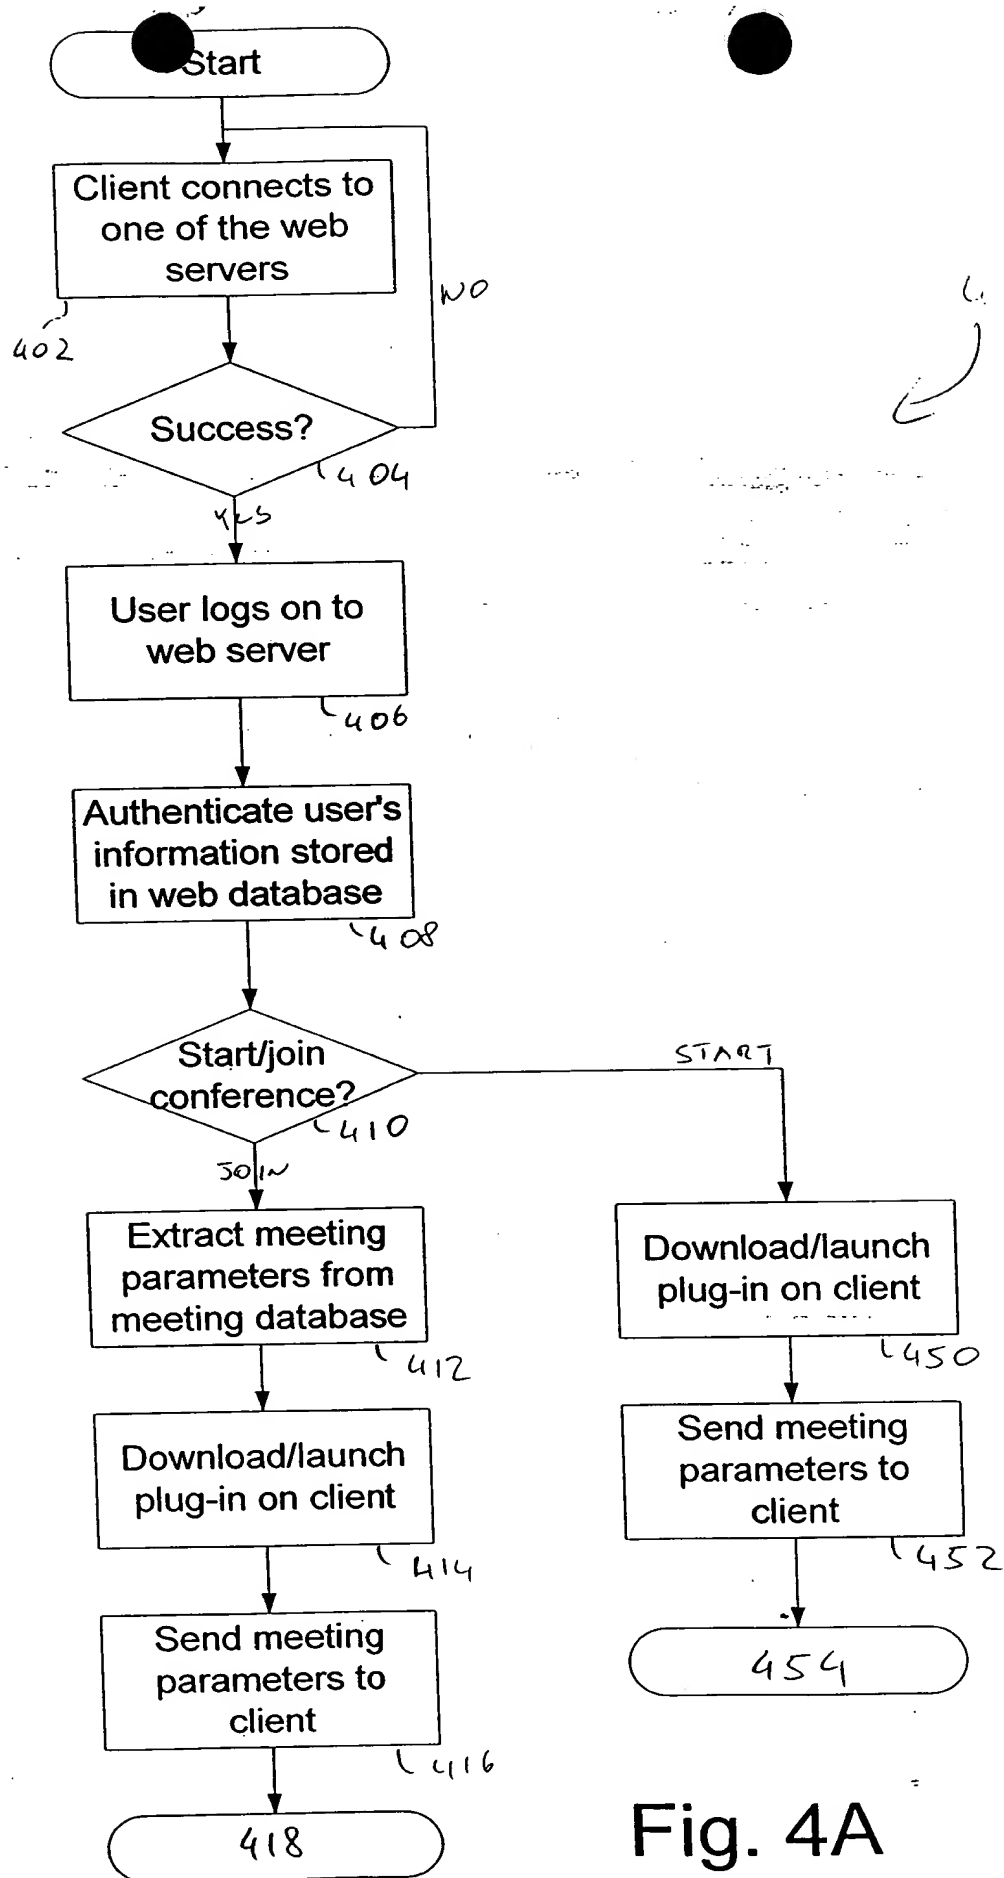 Start
Client connects to
one of the web
servers
NO
402
Success?
404
YES
User logs on to
web server
406
Authenticate user's
information stored
in web database
408
Start/join
conference?
410
START
JOIN
Extract meeting
parameters from
meeting database
412
Download/launch
plug-in on client
450
Download/launch
plug-in on client
414
Send meeting
parameters to
client
452
Send meeting
parameters to
client
416
454
418
Fig. 4A